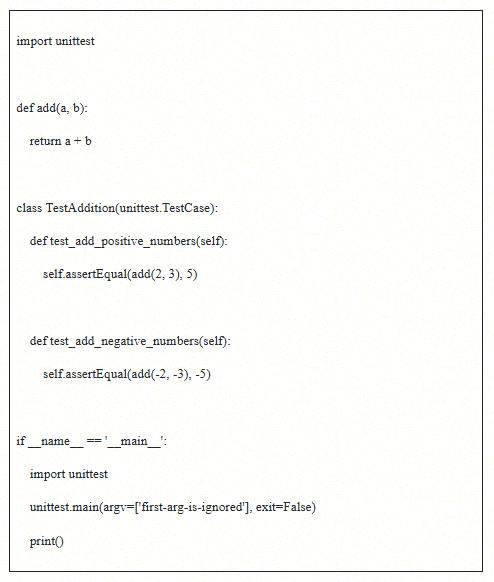 import unittest
def add(a, b):
    return a + b
class TestAddition(unittest.TestCase):
    def test_add_positive_numbers(self):
        self.assertEqual(add(2, 3), 5)
    def test_add_negative_numbers(self):
        self.assertEqual(add(-2, -3), -5)
if __name__ == '__main__':
    import unittest
    unittest.main(argv=['first-arg-is-ignored'], exit=False)
    print()